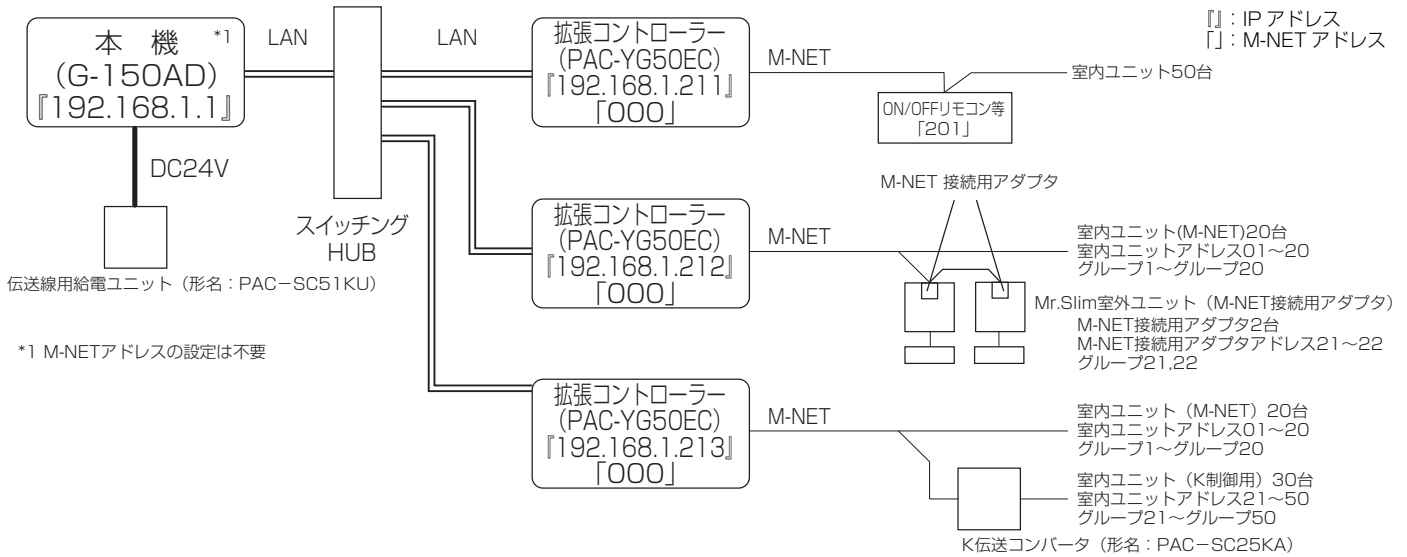 本 機 *1
(G-150AD)
『192.168.1.1』
LAN
LAN
DC24V
伝送線用給電ユニット（形名：PAC−SC51KU）
*1 M-NETアドレスの設定は不要
スイッチング
HUB
拡張コントローラー
(PAC-YG50EC)
『192.168.1.211』
「000」
M-NET
ON/OFFリモコン等
「201」
室内ユニット50台
『』：IP アドレス
「」：M-NET アドレス
拡張コントローラー
(PAC-YG50EC)
『192.168.1.212』
「000」
M-NET
M-NET 接続用アダプタ
室内ユニット(M-NET)20台
室内ユニットアドレス01〜20
グループ1〜グループ20
Mr.Slim室外ユニット（M-NET接続用アダプタ）
M-NET接続用アダプタ2台
M-NET接続用アダプタアドレス21〜22
グループ21,22
拡張コントローラー
(PAC-YG50EC)
『192.168.1.213』
「000」
M-NET
室内ユニット（M-NET）20台
室内ユニットアドレス01〜20
グループ1〜グループ20
室内ユニット（K制御用）30台
室内ユニットアドレス21〜50
グループ21〜グループ50
K伝送コンバータ（形名：PAC−SC25KA）